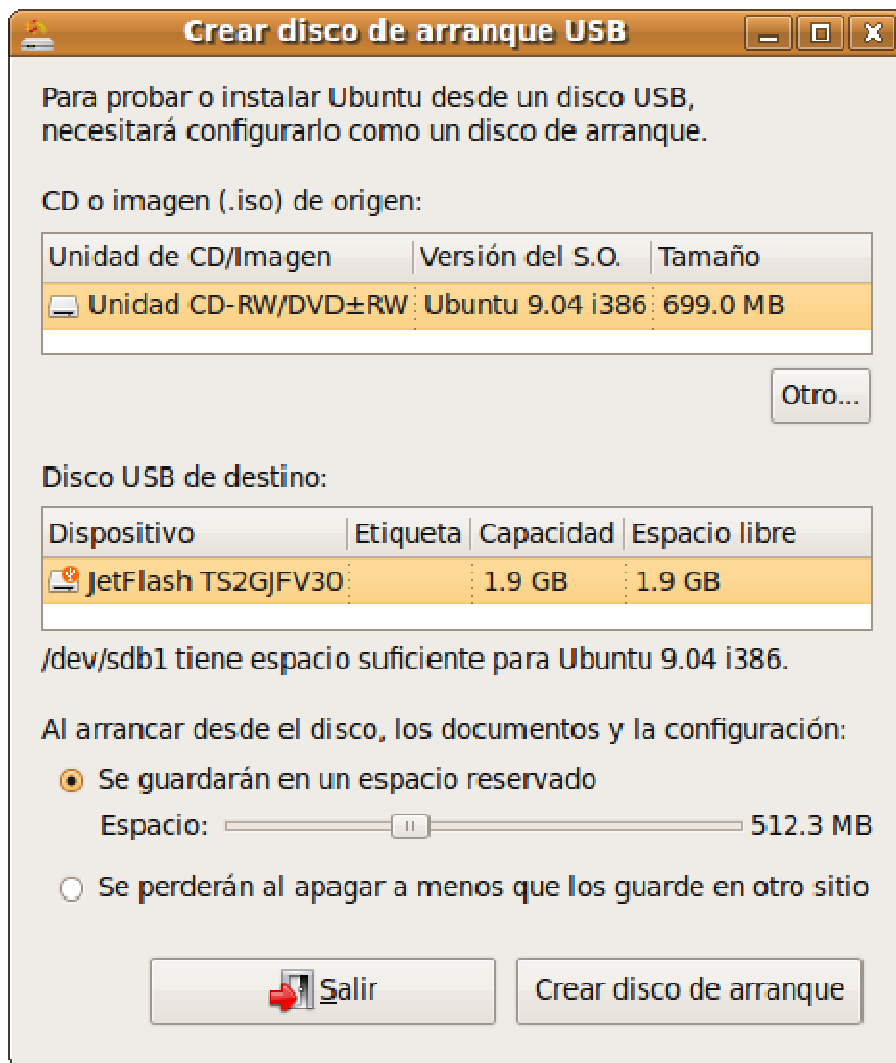 Crear disco de arranque USB
Para probar o instalar Ubuntu desde un disco USB,
necesitará configurarlo como un disco de arranque.
CD o imagen (.iso) de origen:
Unidad de CD/Imagen Versión del S.O. Tamaño
Unidad CD-RW/DVD±RW Ubuntu 9.04 i386 699.0 MB
Otro...
Disco USB de destino:
Dispositivo Etiqueta Capacidad Espacio libre
JetFlash TS2GJFV30 1.9 GB 1.9 GB
/dev/sdb1 tiene espacio suficiente para Ubuntu 9.04 i386.
Al arrancar desde el disco, los documentos y la configuración:
Se guardarán en un espacio reservado
Espacio: 512.3 MB
Se perderán al apagar a menos que los guarde en otro sitio
Salir Crear disco de arranque